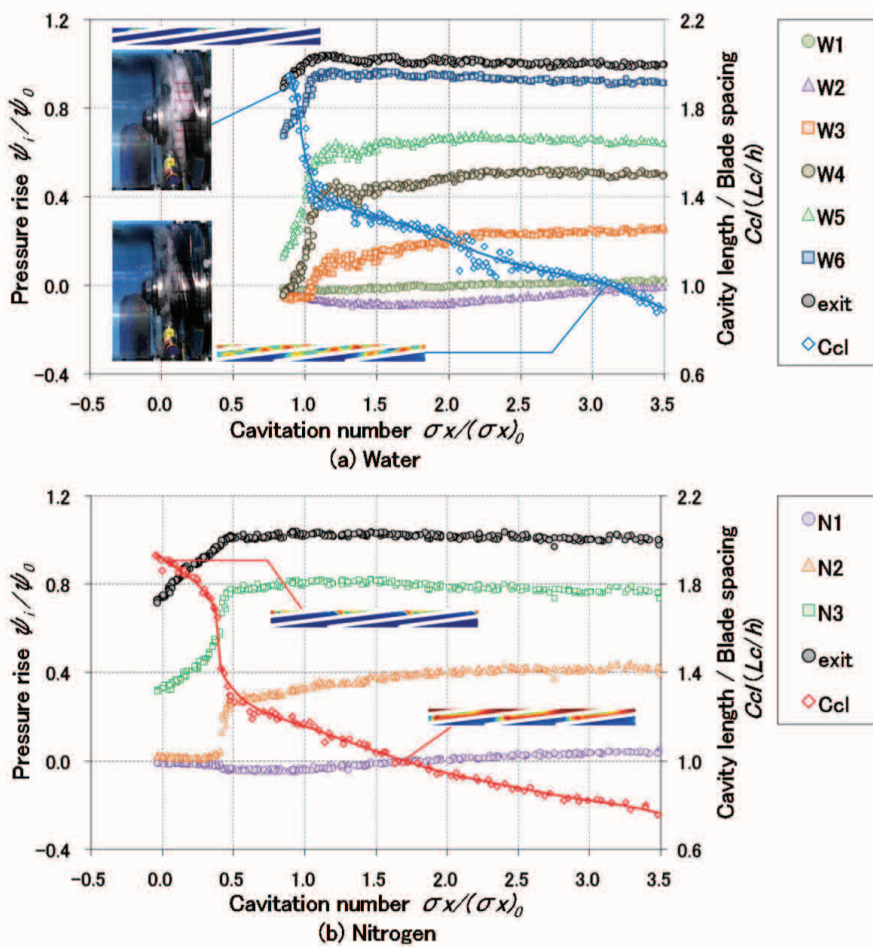 1.2
0.8
0.4
0.0
−0.4
Pressure rise ψi/ψ0
2.2
1.8
1.4
1.0
0.6
Cavity length / Blade spacing
Ccl(Lc/h)
−0.5 0.0 0.5 1.0 1.5 2.0 2.5 3.0 3.5
Cavitation number σx/(σx)0
(a) Water
W1
W2
W3
W4
W5
W6
exit
Ccl
1.2
0.8
0.4
0.0
−0.4
Pressure rise ψi/ψ0
2.2
1.8
1.4
1.0
0.6
Cavity length / Blade spacing
Ccl(Lc/h)
−0.5 0.0 0.5 1.0 1.5 2.0 2.5 3.0 3.5
Cavitation number σx/(σx)0
(b) Nitrogen
N1
N2
N3
exit
Ccl